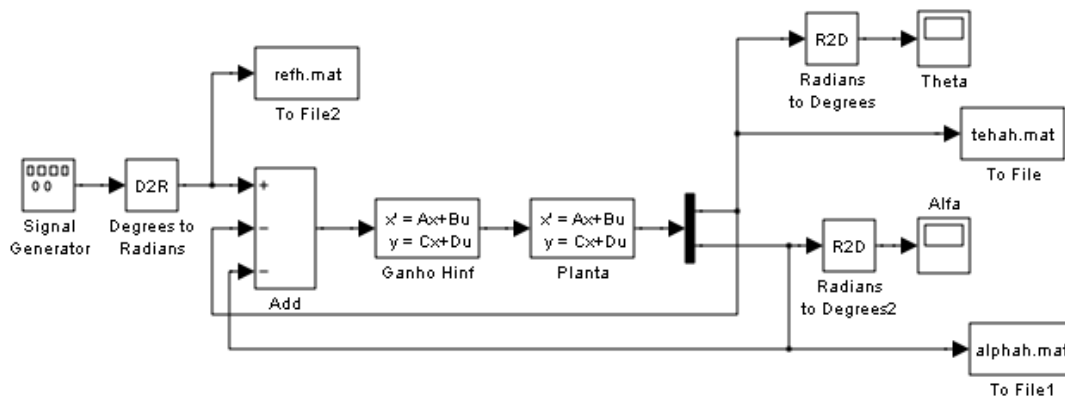 R2D
Radians
to Degrees
Theta
refh.mat
To File2
tehah.mat
To File
Signal
Generator
D2R
Degrees to
Radians
+
−
−
Add
x' = Ax+Bu
y = Cx+Du
Ganho Hinf
x' = Ax+Bu
y = Cx+Du
Planta
Alfa
R2D
Radians
to Degrees2
alphah.mat
To File1